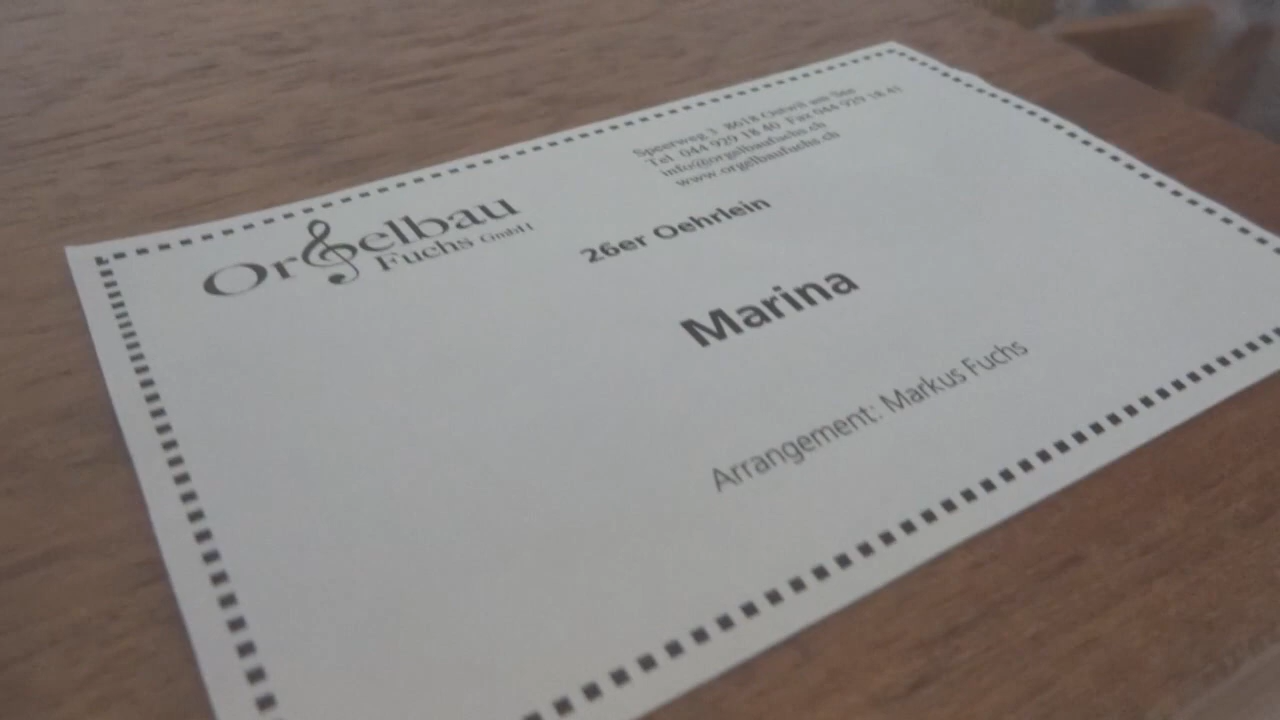 Orgelbau
Fuchs GmbH
Speerweg 3 8618 Oetwil am See
Tel 044 929 18 40 Fax 044 929 18 41
info@orgelbaufuchs.ch
www.orgelbaufuchs.ch
26er Oehrlein
Marina
Arrangement: Markus Fuchs